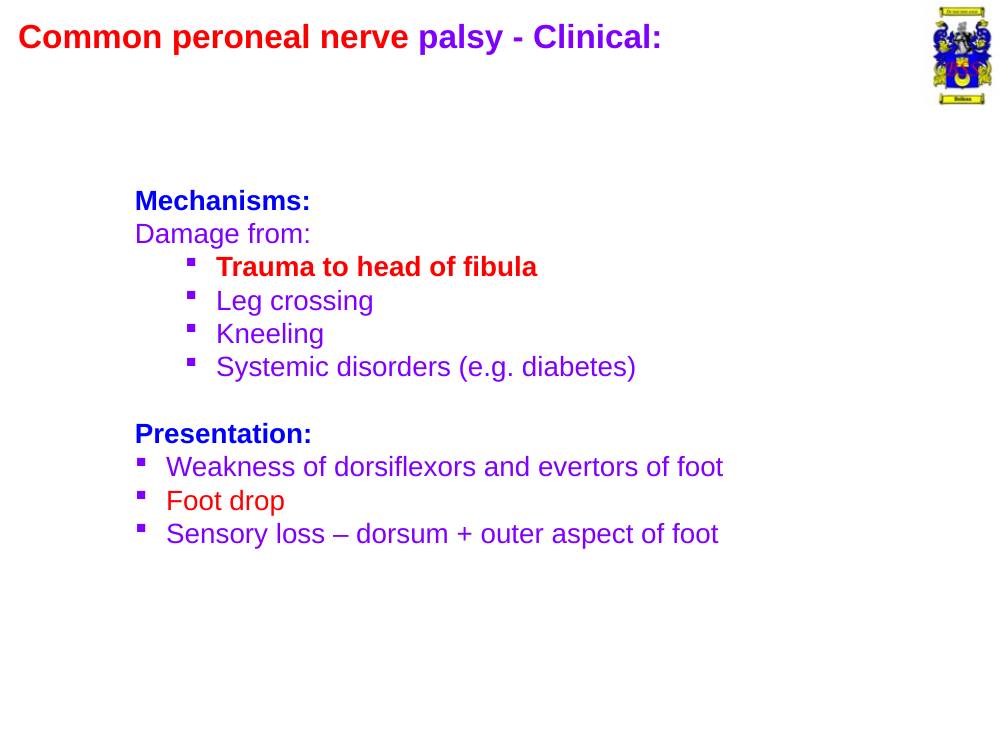 Common peroneal nerve palsy - Clinical:
Mechanisms:
Damage from:
▪ Trauma to head of fibula
▪ Leg crossing
▪ Kneeling
▪ Systemic disorders (e.g. diabetes)
Presentation:
▪ Weakness of dorsiflexors and evertors of foot
▪ Foot drop
▪ Sensory loss – dorsum + outer aspect of foot